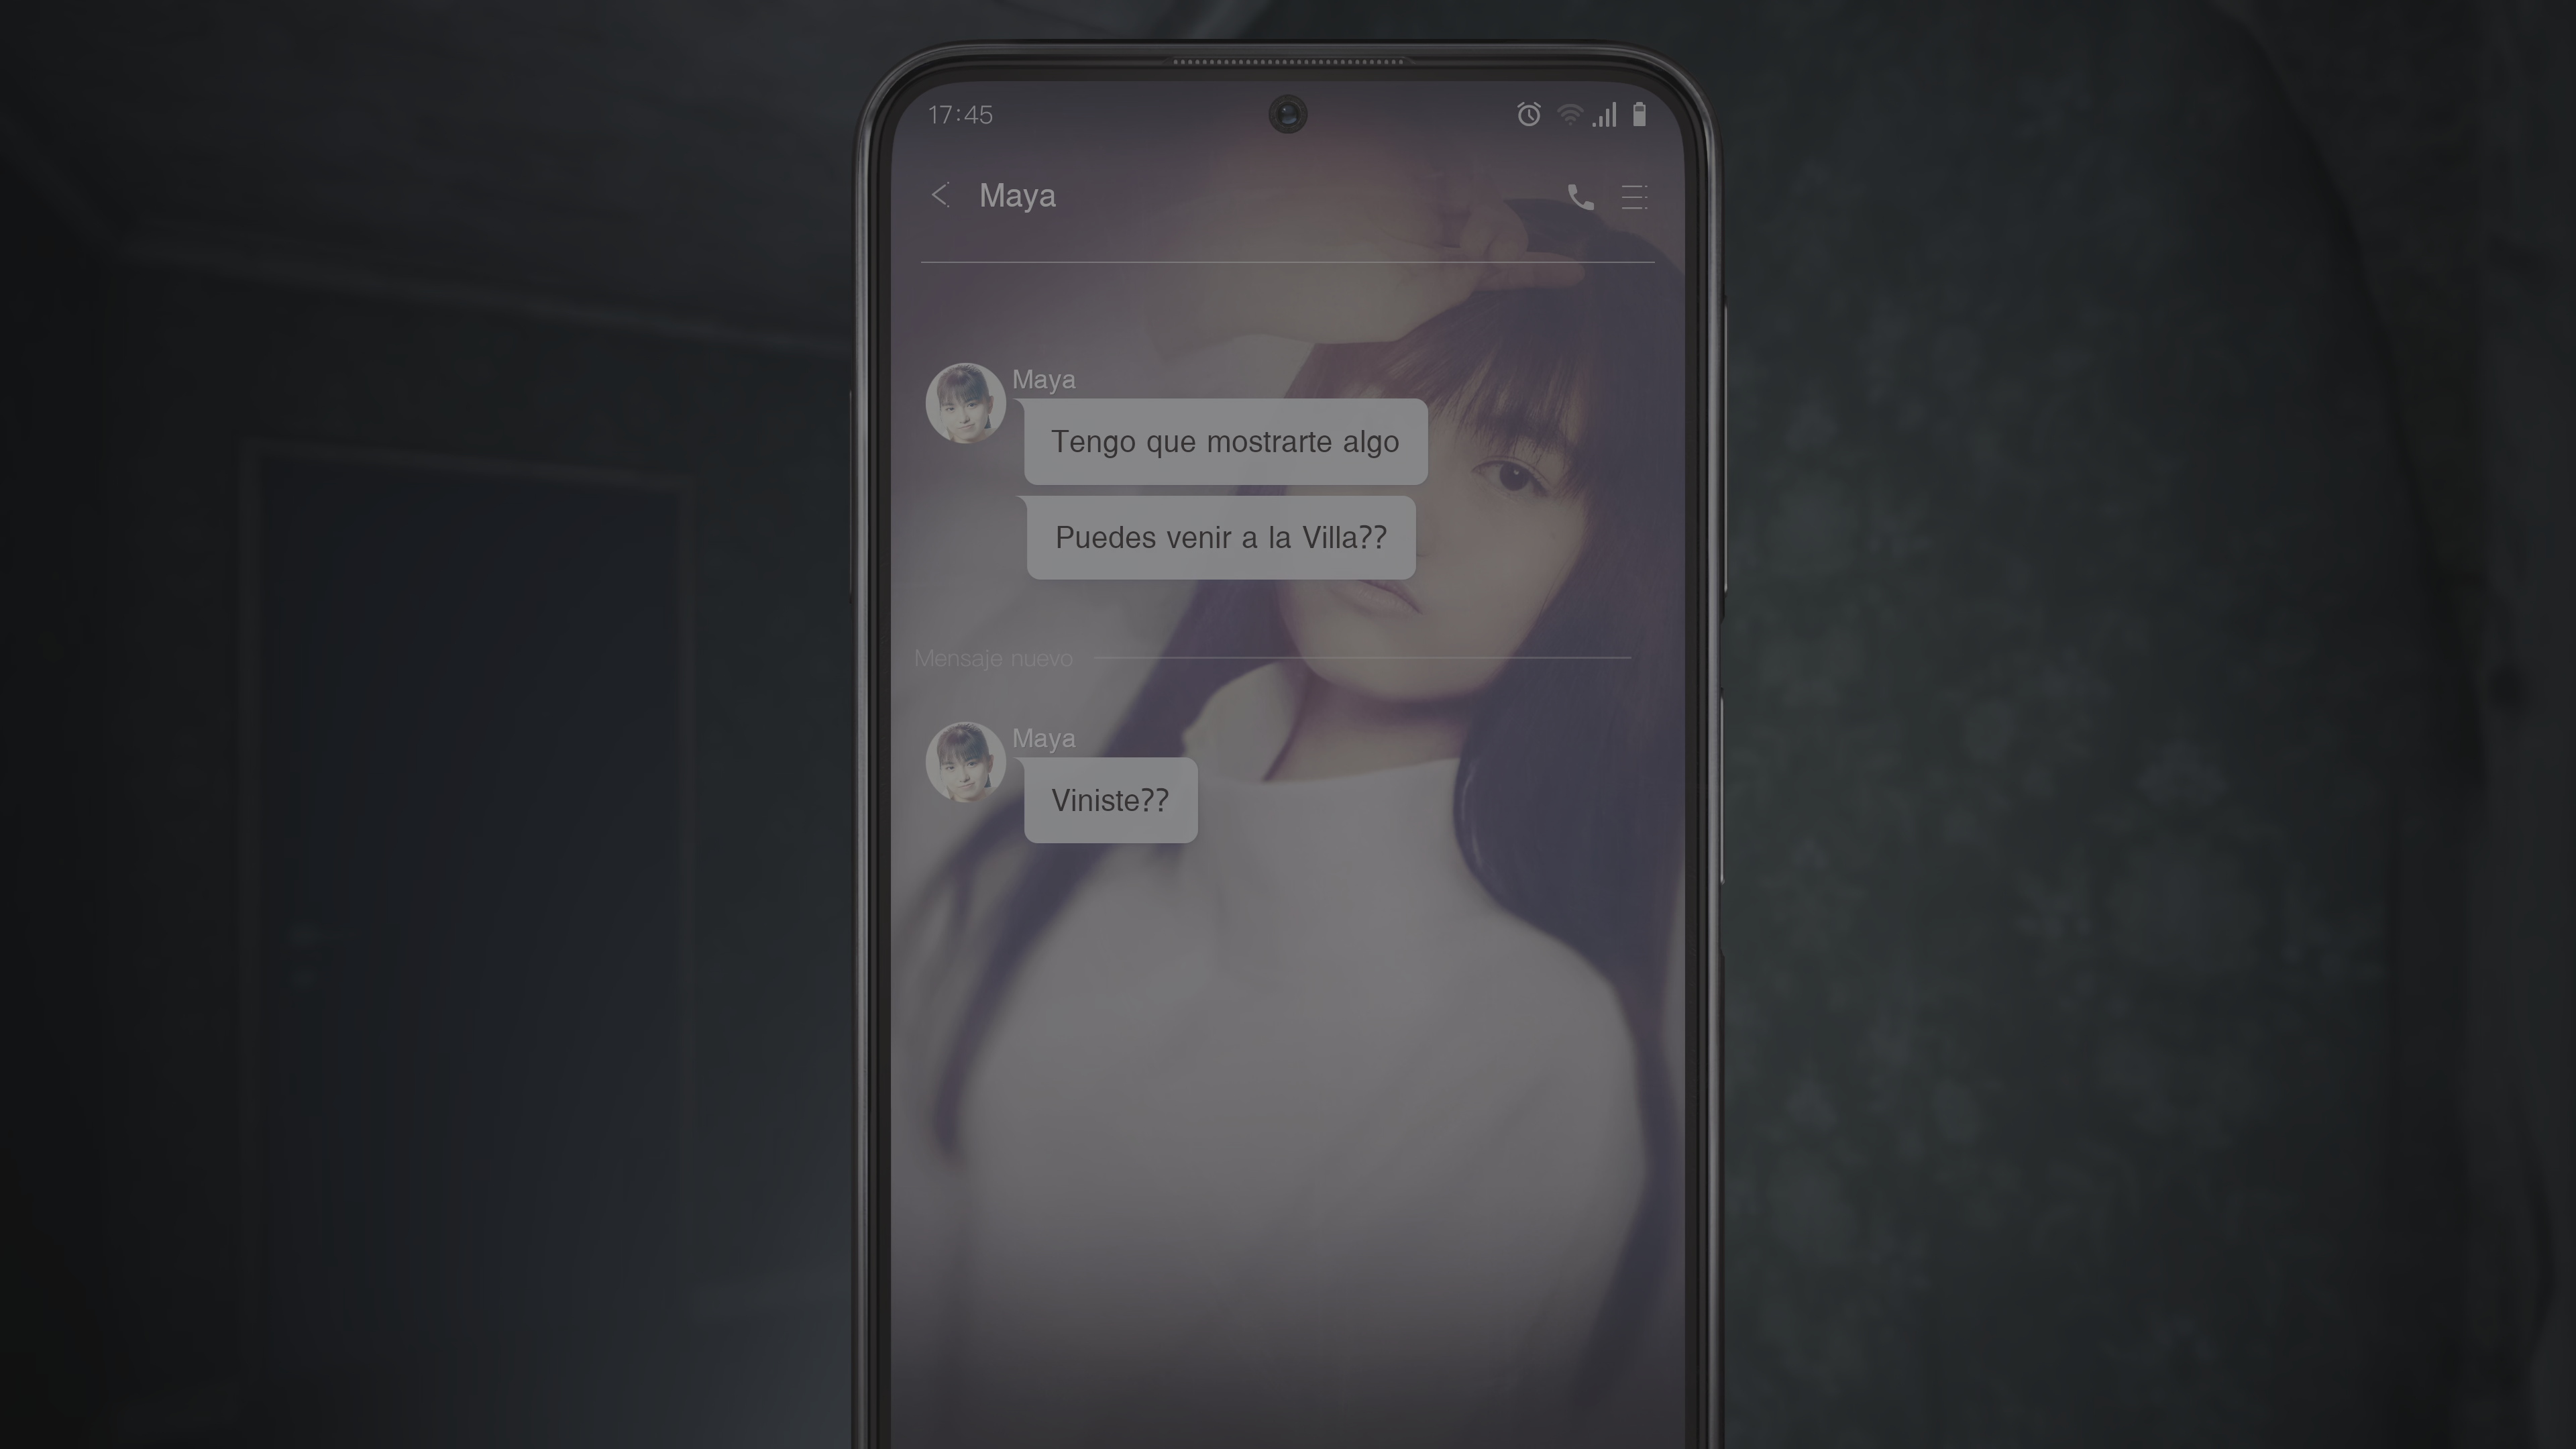 17:45
Maya
Maya
Tengo que mostrarte algo
Puedes venir a la Villa??
Mensaje nuevo
Maya
Viniste??